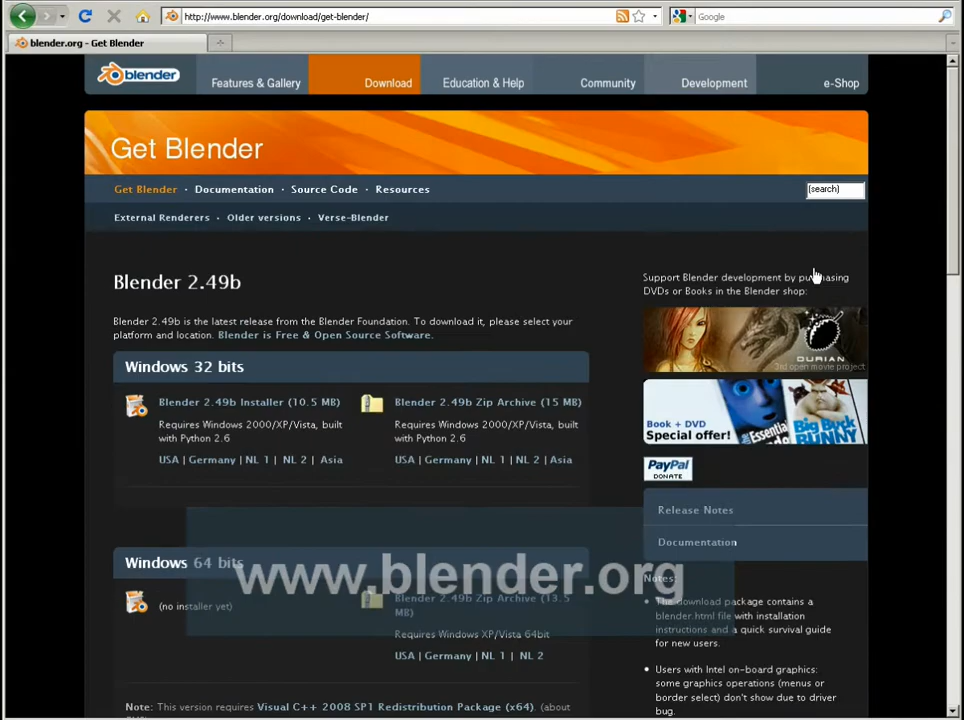 http://www.blender.org/download/get-blender/
Google
blender.org - Get Blender
blender
Features & Gallery
Download
Education & Help
Community
Development
e-Shop
Get Blender
Get Blender · Documentation · Source Code · Resources
(search)
External Renderers · Older versions · Verse-Blender
Blender 2.49b
Blender 2.49b is the latest release from the Blender Foundation. To download it, please select your
platform and location. Blender is Free & Open Source Software.
Windows 32 bits
Blender 2.49b Installer (10.5 MB)
Requires Windows 2000/XP/Vista, built
with Python 2.6
USA | Germany | NL 1 | NL 2 | Asia
Blender 2.49b Zip Archive (15 MB)
Requires Windows 2000/XP/Vista, built
with Python 2.6
USA | Germany | NL 1 | NL 2 | Asia
Windows 64 bits
(no installer yet)
Blender 2.49b Zip Archive (13.5
MB)
Requires Windows XP/Vista 64bit
USA | Germany | NL 1 | NL 2
Note: This version requires Visual C++ 2008 SP1 Redistribution Package (x64). (about
www.blender.org
Support Blender development by purchasing
DVDs or Books in the Blender shop:
DURIAN
3rd open movie project
Book + DVD
Special offer!
Essential
BIG BUCK
BUNNY
PayPal
DONATE
Release Notes
Documentation
Notes:
• The download package contains a
blender.html file with installation
instructions and a quick survival guide
for new users.
• Users with Intel on-board graphics:
some graphics operations (menus or
border select) don't show due to driver
bug.